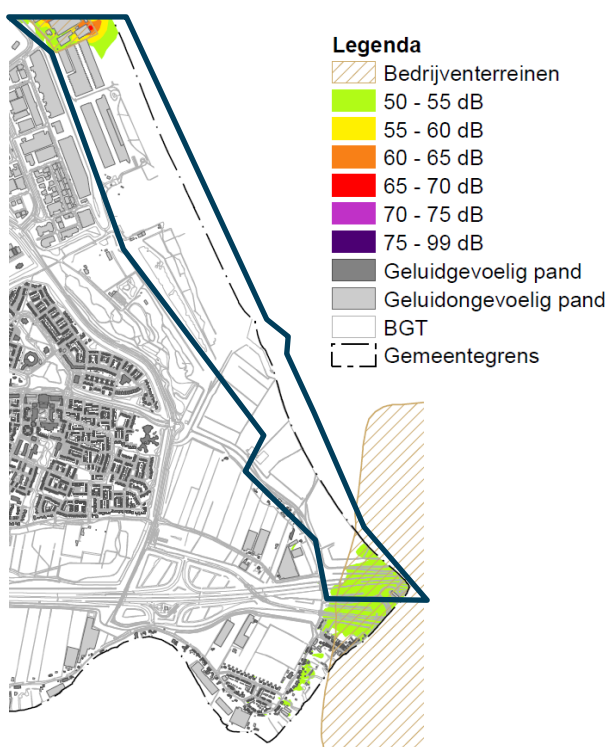 Legenda
Bedrijventerreinen
50 - 55 dB
55 - 60 dB
60 - 65 dB
65 - 70 dB
70 - 75 dB
75 - 99 dB
Geluidgevoelig pand
Geluidongevoelig pand
BGT
Gemeentegrens